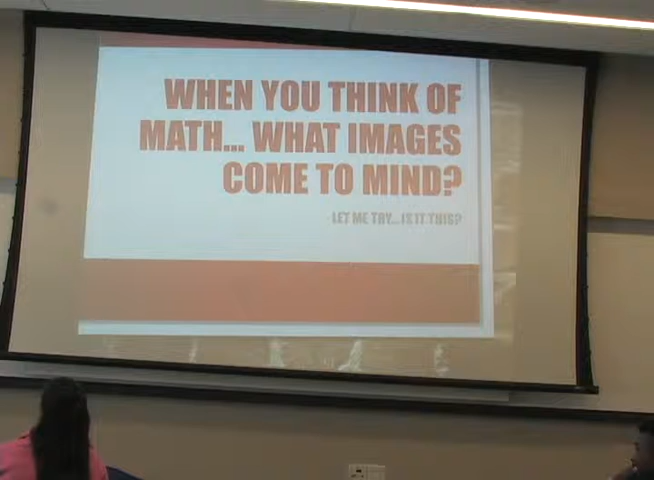 WHEN YOU THINK OF
MATH... WHAT IMAGES
COME TO MIND?
LET ME TRY... IS IT THIS?